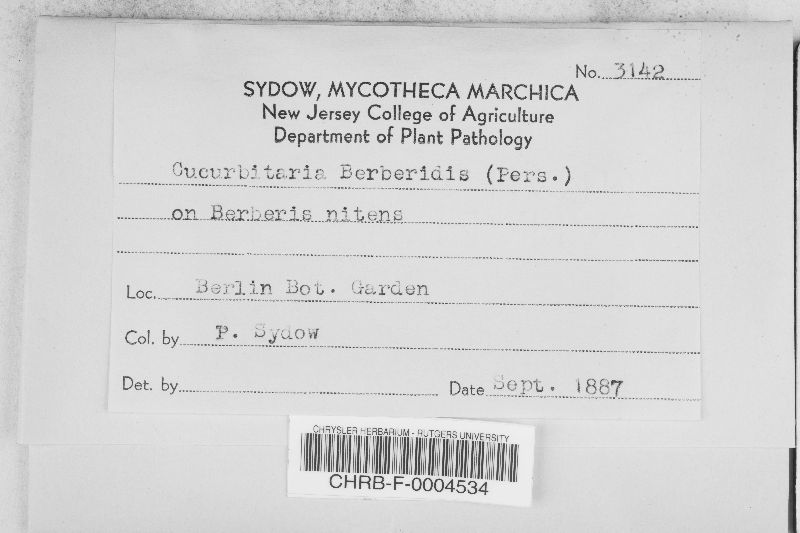 No. 3142
SYDOW, MYCOTHECA MARCHICA
New Jersey College of Agriculture
Department of Plant Pathology
Cucurbitaria Berberidis (Pers.)
on Berberis nitens
Loc. Berlin Bot. Garden
Col. by P. Sydow
Det. by
Date Sept. 1887
CHRYSLER HERBARIUM - RUTGERS UNIVERSITY
CHRB-F-0004534